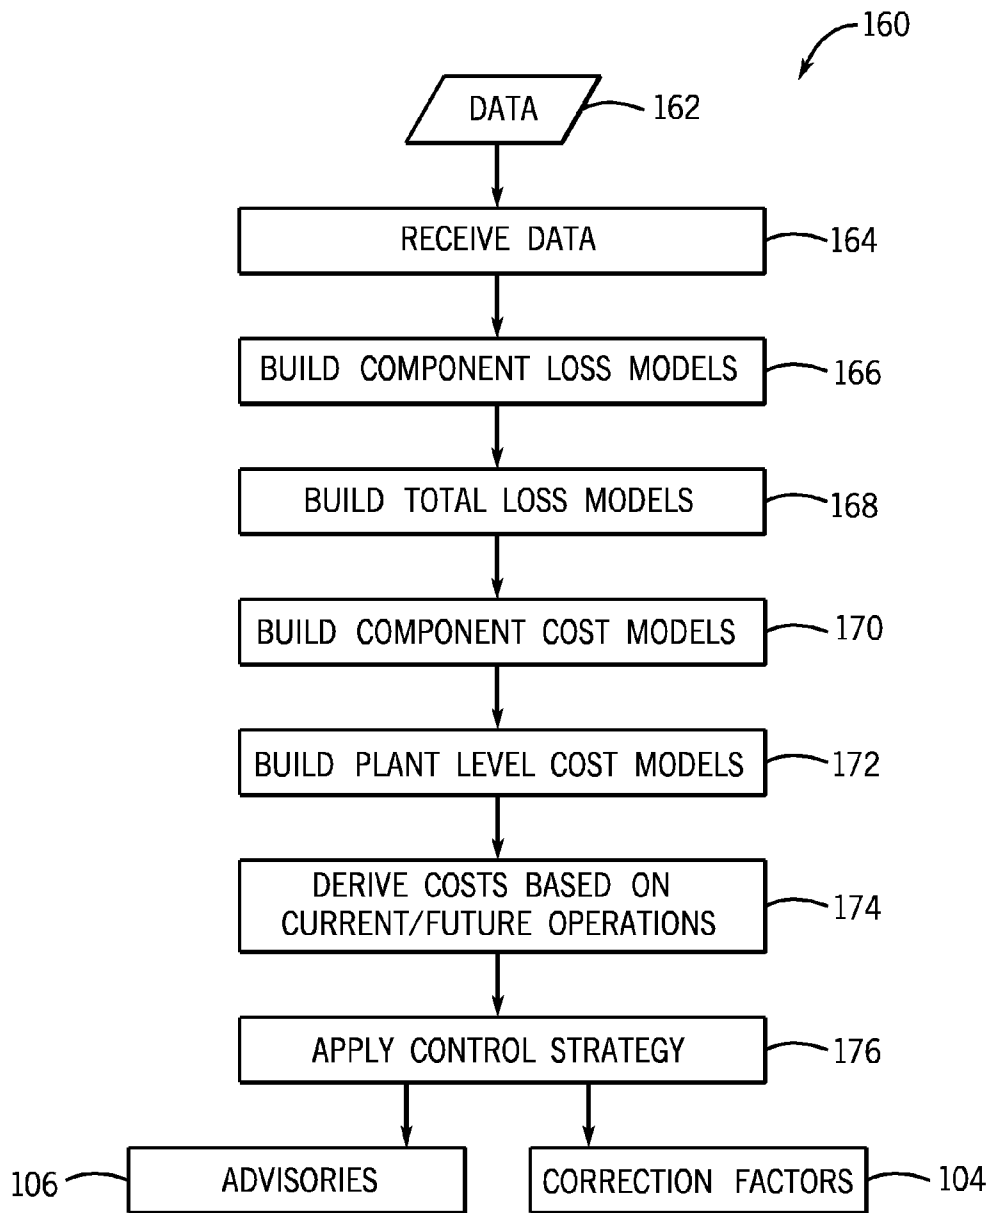 160
DATA
162
RECEIVE DATA
164
BUILD COMPONENT LOSS MODELS
166
BUILD TOTAL LOSS MODELS
168
BUILD COMPONENT COST MODELS
170
BUILD PLANT LEVEL COST MODELS
172
DERIVE COSTS BASED ON
CURRENT/FUTURE OPERATIONS
174
APPLY CONTROL STRATEGY
176
106
ADVISORIES
CORRECTION FACTORS
104